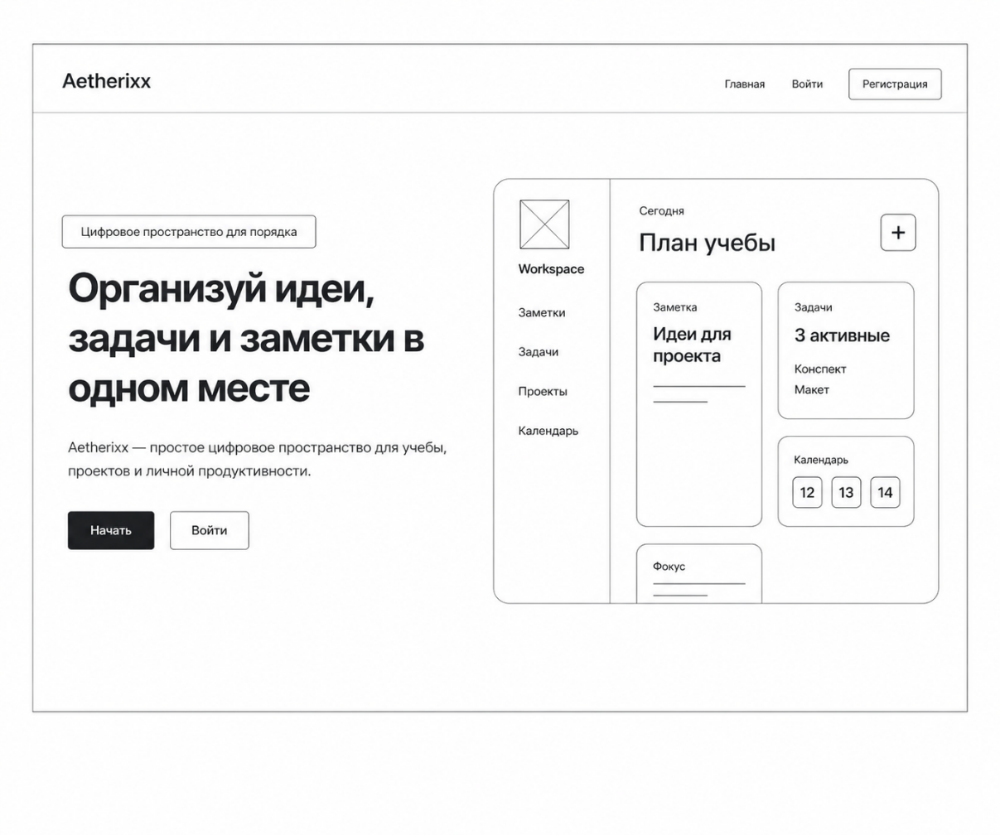 Aetherixx
Главная
Войти
Регистрация
Цифровое пространство для порядка
Организуй идеи,
задачи и заметки в
одном месте
Aetherixx — простое цифровое пространство для учебы,
проектов и личной продуктивности.
Начать
Войти
Workspace
Заметки
Задачи
Проекты
Календарь
Сегодня
План учебы
+
Заметка
Идеи для
проекта
Задачи
3 активные
Конспект
Макет
Календарь
12
13
14
Фокус